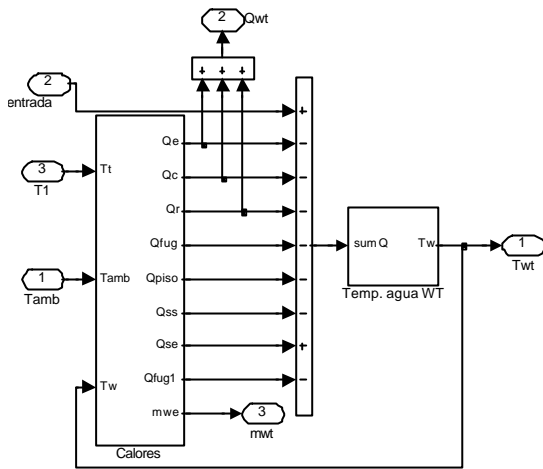 2
Qwt
+ + +
2
entrada
3
T1
1
Tamb
Tt
Tamb
Tw
Qe
Qc
Qr
Qfug
Qpiso
Qss
Qse
Qfug1
mwe
Calores
+
-
-
-
-
-
-
+
-
3
mwt
sum Q
Tw
Temp. agua WT
1
Twt